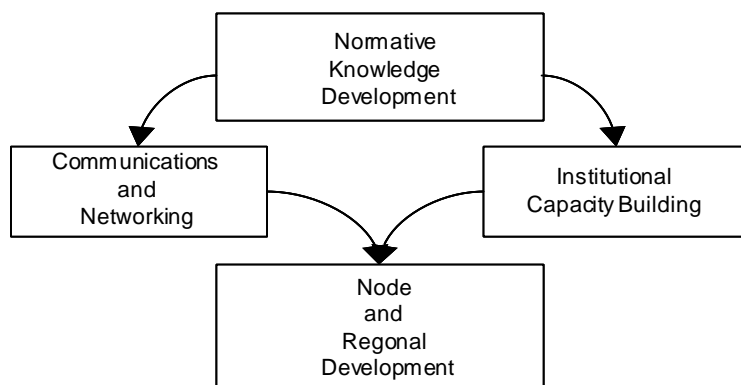 Normative
Knowledge
Development
Communications
and
Networking
Institutional
Capacity Building
Node
and
Regonal
Development